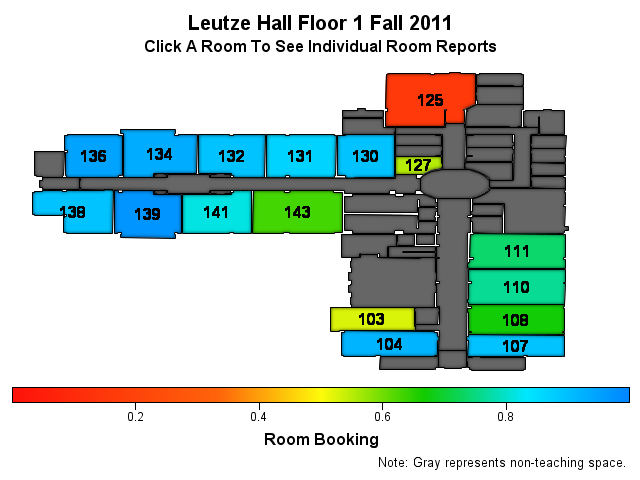 Leutze Hall Floor 1 Fall 2011
Click A Room To See Individual Room Reports
125
136 134 132 131 130 127
138 139 141 143
111
110
103 108
104 107
0.2 0.4 0.6 0.8
Room Booking
Note: Gray represents non-teaching space.